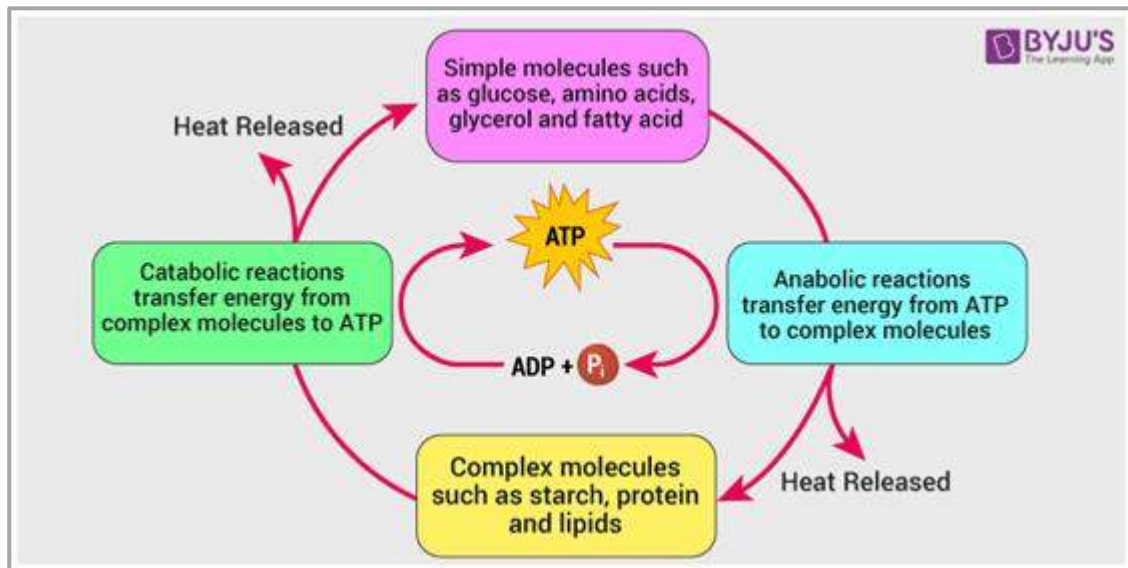 BYJU'S
The Learning App
Simple molecules such
as glucose, amino acids,
glycerol and fatty acid
Heat Released
ATP
Catabolic reactions
transfer energy from
complex molecules to ATP
Anabolic reactions
transfer energy from ATP
to complex molecules
ADP + Pi
Complex molecules
such as starch, protein
and lipids
Heat Released